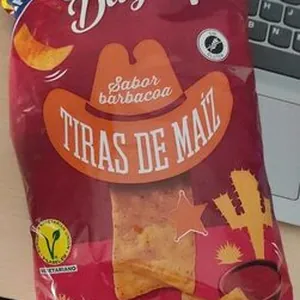 Sabor
barbacoa
TIRAS DE MAÍZ
VEGETARIANO